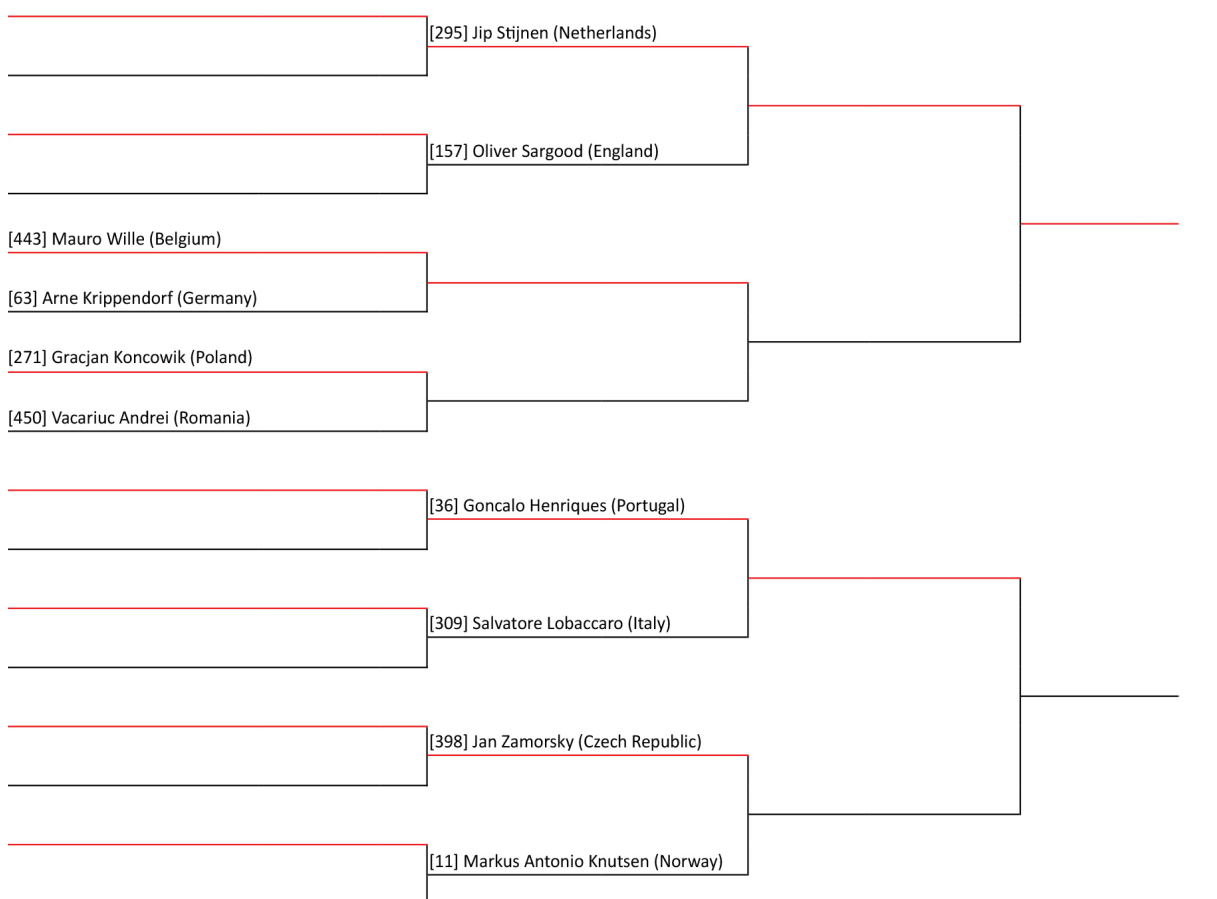 [295] Jip Stijnen (Netherlands)
[157] Oliver Sargood (England)
[443] Mauro Wille (Belgium)
[63] Arne Krippendorf (Germany)
[271] Gracjan Koncowik (Poland)
[450] Vacariuc Andrei (Romania)
[36] Goncalo Henriques (Portugal)
[309] Salvatore Lobaccaro (Italy)
[398] Jan Zamorsky (Czech Republic)
[11] Markus Antonio Knutsen (Norway)